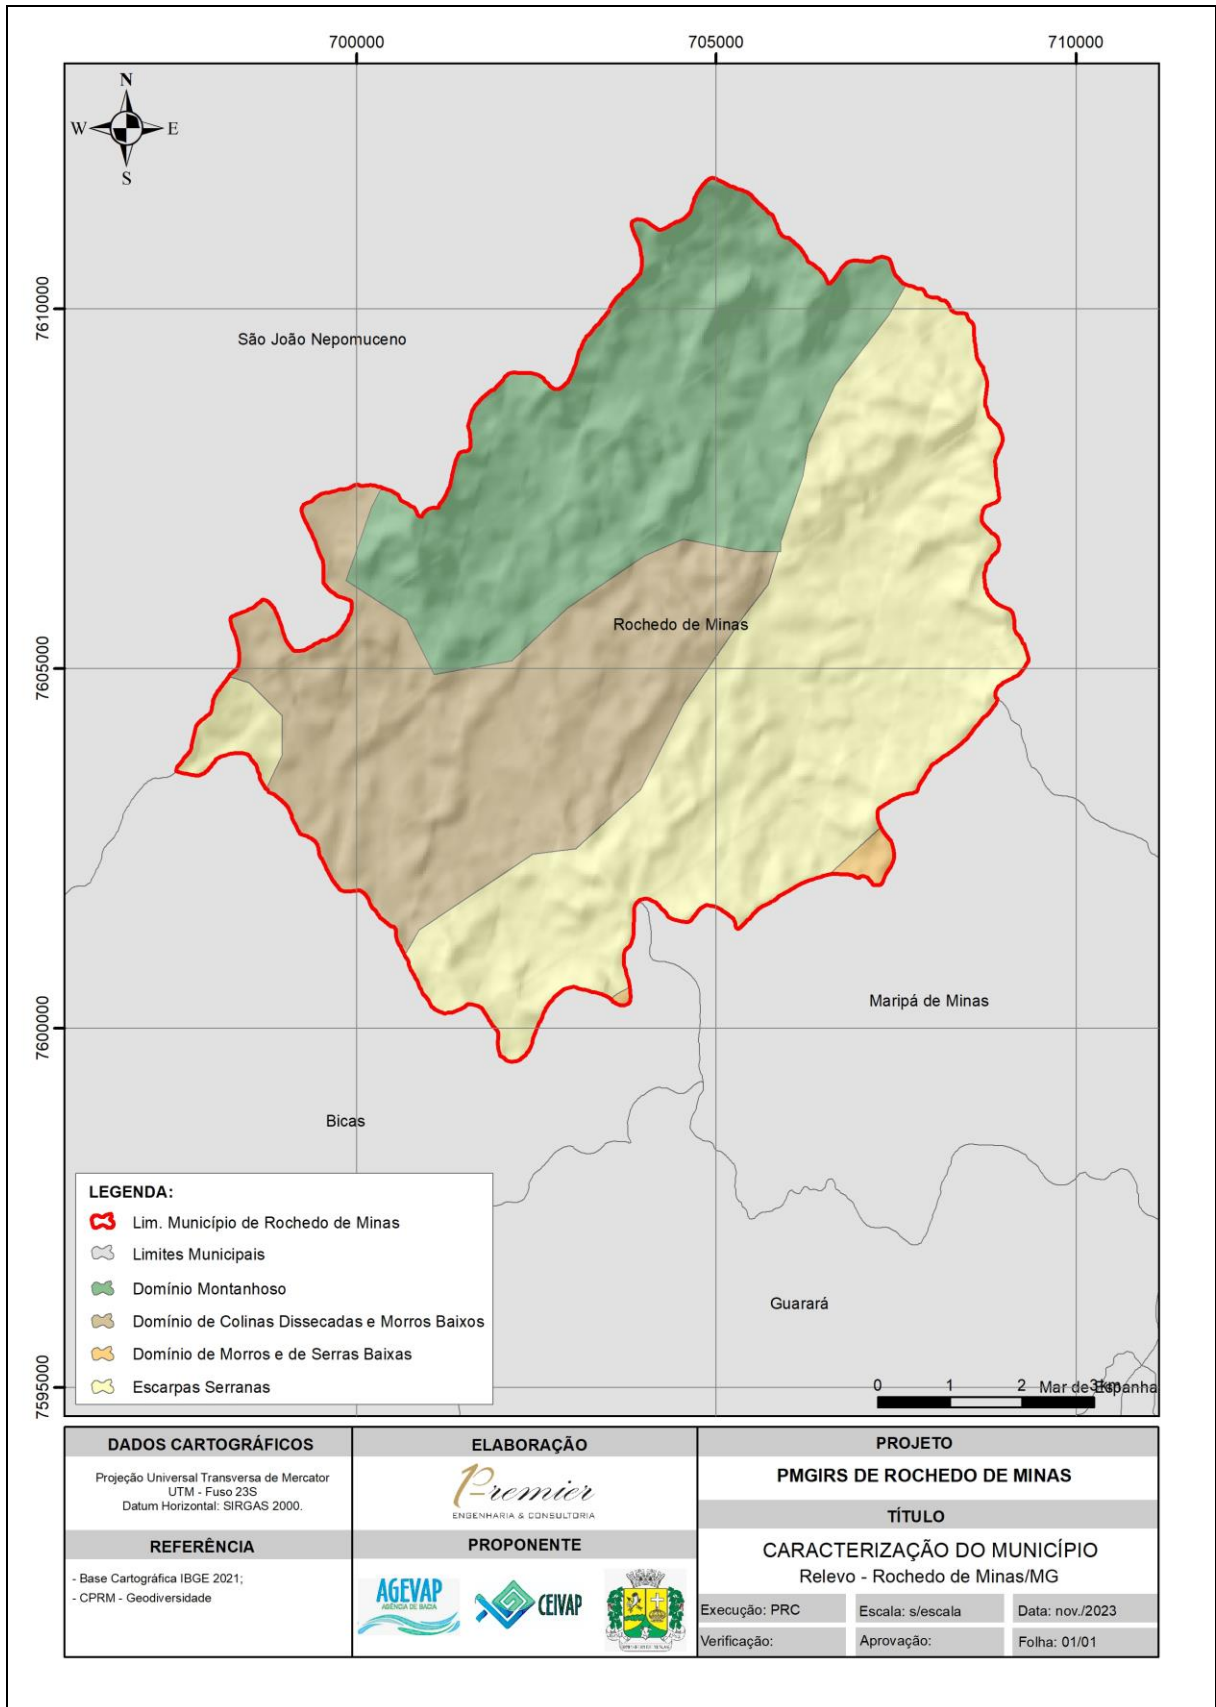 700000
705000
710000
N
W
E
S
7610000
São João Nepomuceno
Rochedo de Minas
7605000
7600000
Maripá de Minas
Bicas
Guarará
7595000
LEGENDA:
Lim. Município de Rochedo de Minas
Limites Municipais
Domínio Montanhoso
Domínio de Colinas Dissecadas e Morros Baixos
Domínio de Morros e de Serras Baixas
Escarpas Serranas
0 1 2 3km
Mar de Espanha
DADOS CARTOGRÁFICOS
Projeção Universal Transversa de Mercator
UTM - Fuso 23S
Datum Horizontal: SIRGAS 2000.
REFERÊNCIA
- Base Cartográfica IBGE 2021;
- CPRM - Geodiversidade
ELABORAÇÃO
Premier
ENGENHARIA & CONSULTORIA
PROPONENTE
AGEVAP
AGÊNCIA DE BACIA
CEIVAP
PROJETO
PMGIRS DE ROCHEDO DE MINAS
TÍTULO
CARACTERIZAÇÃO DO MUNICÍPIO
Relevo - Rochedo de Minas/MG
Execução: PRC
Escala: s/escala
Data: nov./2023
Verificação:
Aprovação:
Folha: 01/01